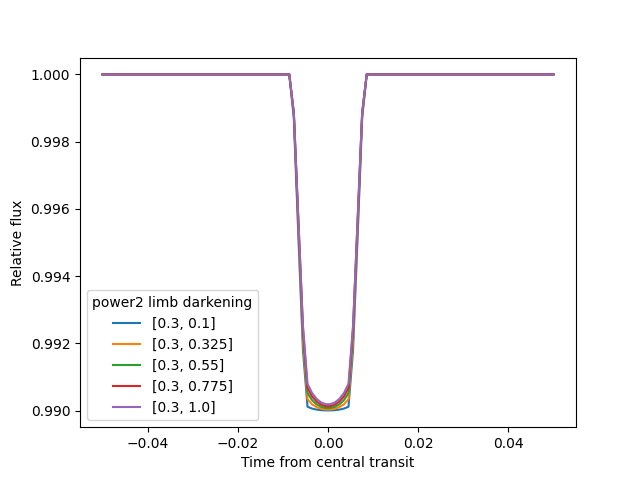 1.000
0.998
0.996
0.994
0.992
0.990
Relative flux
power2 limb darkening
[0.3, 0.1]
[0.3, 0.325]
[0.3, 0.55]
[0.3, 0.775]
[0.3, 1.0]
−0.04 −0.02 0.00 0.02 0.04
Time from central transit